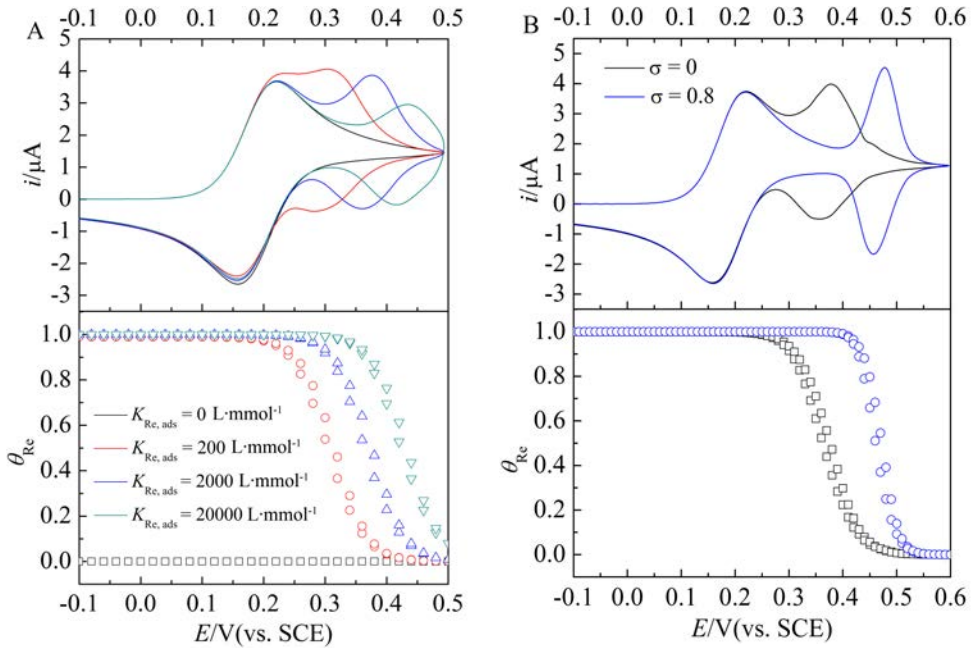 A
-0.1 0.0 0.1 0.2 0.3 0.4 0.5
5
4
3
2
1
0
-1
-2
-3
i/μA
1.0
0.8
0.6
0.4
0.2
0.0
θRe
K Re, ads = 0 L·mmol-1
K Re, ads = 200 L·mmol-1
K Re, ads = 2000 L·mmol-1
K Re, ads = 20000 L·mmol-1
-0.1 0.0 0.1 0.2 0.3 0.4 0.5
E/V(vs. SCE)
B
-0.1 0.0 0.1 0.2 0.3 0.4 0.5 0.6
σ = 0
σ = 0.8
5
4
3
2
1
0
-1
-2
-3
i/μA
1.0
0.8
0.6
0.4
0.2
0.0
θRe
-0.1 0.0 0.1 0.2 0.3 0.4 0.5 0.6
E/V(vs. SCE)